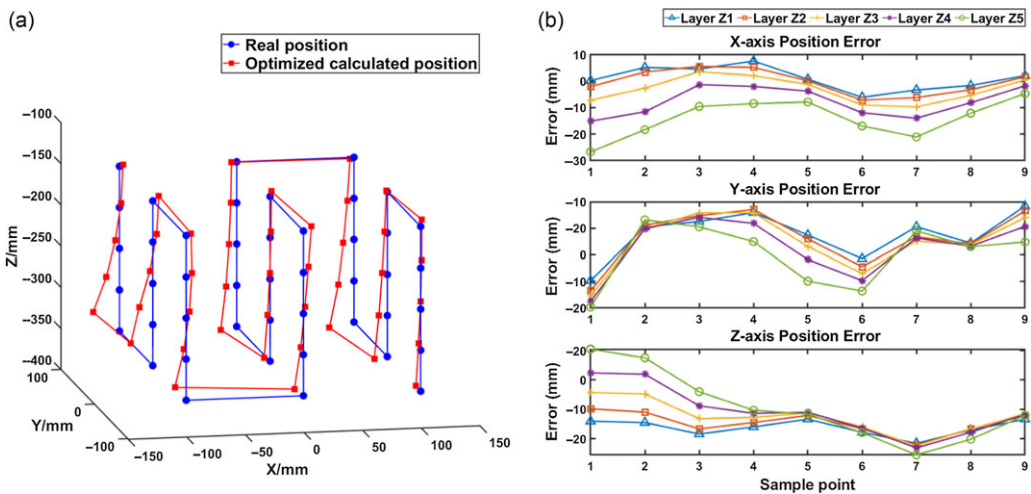 (a)
Real position
Optimized calculated position
−100
−150
−200
−250
−300
−350
−400
Z/mm
100
0
−100
Y/mm
−150
−100
−50
0
50
100
150
X/mm
(b)
Layer Z1 Layer Z2 Layer Z3 Layer Z4 Layer Z5
X-axis Position Error
10
0
−10
−20
−30
Error (mm)
1 2 3 4 5 6 7 8 9
Y-axis Position Error
−10
−20
0
−10
−20
Error (mm)
1 2 3 4 5 6 7 8 9
Z-axis Position Error
−20
0
−10
−20
Error (mm)
1 2 3 4 5 6 7 8 9
Sample point